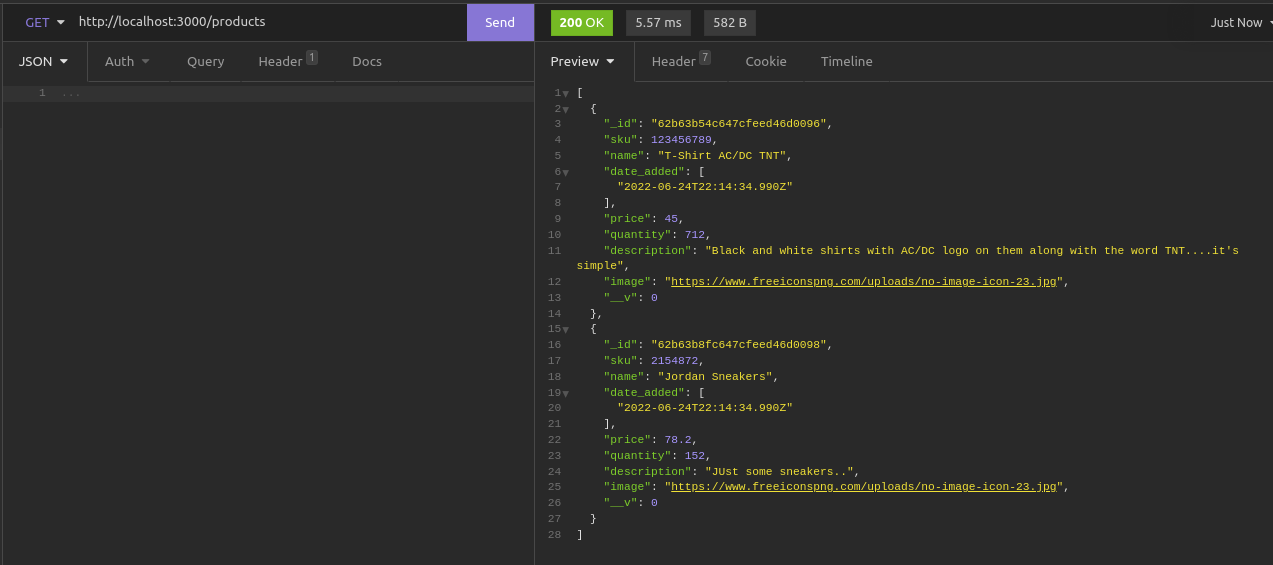 GET http://localhost:3000/products Send 200 OK 5.57 ms 582 B Just Now
JSON Auth Query Header 1 Docs Preview Header 7 Cookie Timeline
1 ...
1 [
2 {
3 "_id": "62b63b54c647cfeed46d0096",
4 "sku": 123456789,
5 "name": "T-Shirt AC/DC TNT",
6 "date_added": [
7 "2022-06-24T22:14:34.990Z"
8 ],
9 "price": 45,
10 "quantity": 712,
11 "description": "Black and white shirts with AC/DC logo on them along with the word TNT....it's
simple",
12 "image": "https://www.freeiconspng.com/uploads/no-image-icon-23.jpg",
13 "__v": 0
14 },
15 {
16 "_id": "62b63b8fc647cfeed46d0098",
17 "sku": 2154872,
18 "name": "Jordan Sneakers",
19 "date_added": [
20 "2022-06-24T22:14:34.990Z"
21 ],
22 "price": 78.2,
23 "quantity": 152,
24 "description": "JUst some sneakers..",
25 "image": "https://www.freeiconspng.com/uploads/no-image-icon-23.jpg",
26 "__v": 0
27 }
28 ]